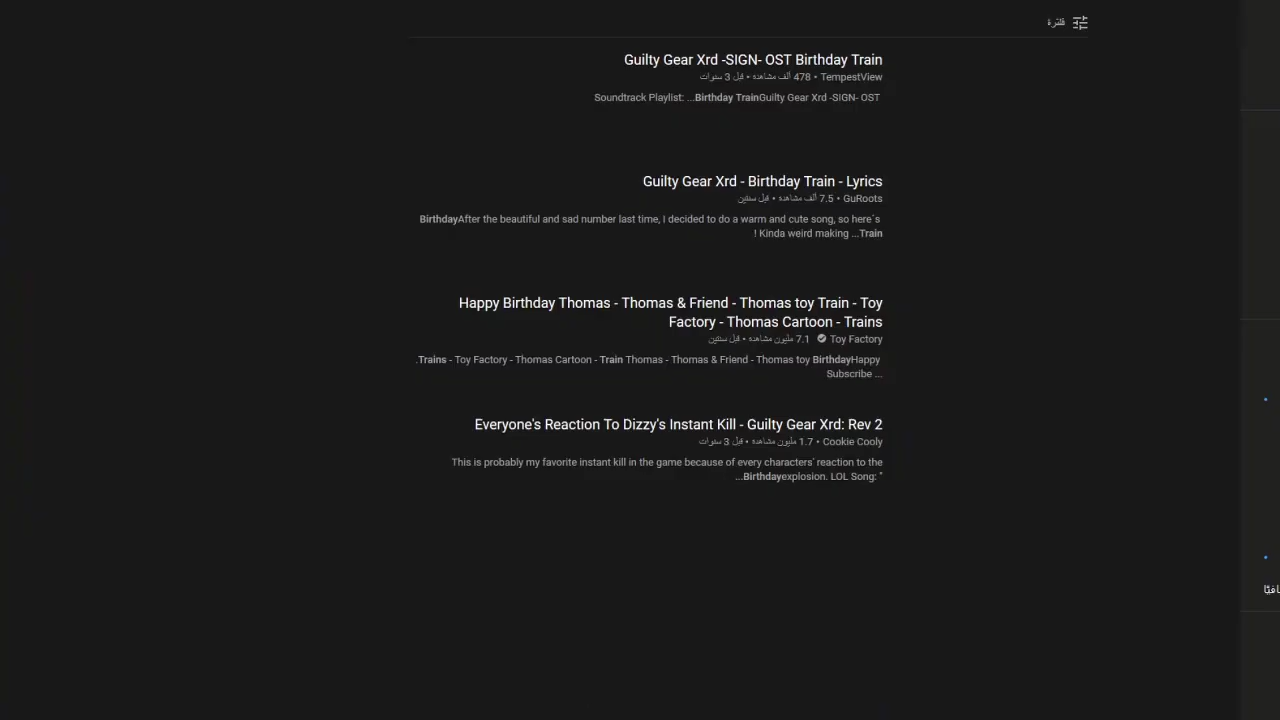 فلترة
Guilty Gear Xrd -SIGN- OST Birthday Train
TempestView • 478 ألف مشاهدة • قبل 3 سنوات
Soundtrack Playlist: ...Birthday TrainGuilty Gear Xrd -SIGN- OST
Guilty Gear Xrd - Birthday Train - Lyrics
GuRoots • 7.5 ألف مشاهدة • قبل سنتين
BirthdayAfter the beautiful and sad number last time, I decided to do a warm and cute song, so here´s
! Kinda weird making ...Train
Happy Birthday Thomas - Thomas & Friend - Thomas toy Train - Toy
Factory - Thomas Cartoon - Trains
Toy Factory 7.1 مليون مشاهدة • قبل سنتين
.Trains - Toy Factory - Thomas Cartoon - Train Thomas - Thomas & Friend - Thomas toy BirthdayHappy
Subscribe ...
Everyone's Reaction To Dizzy's Instant Kill - Guilty Gear Xrd: Rev 2
Cookie Cooly • 1.7 مليون مشاهدة • قبل 3 سنوات
This is probably my favorite instant kill in the game because of every characters' reaction to the
...Birthdayexplosion. LOL Song: "